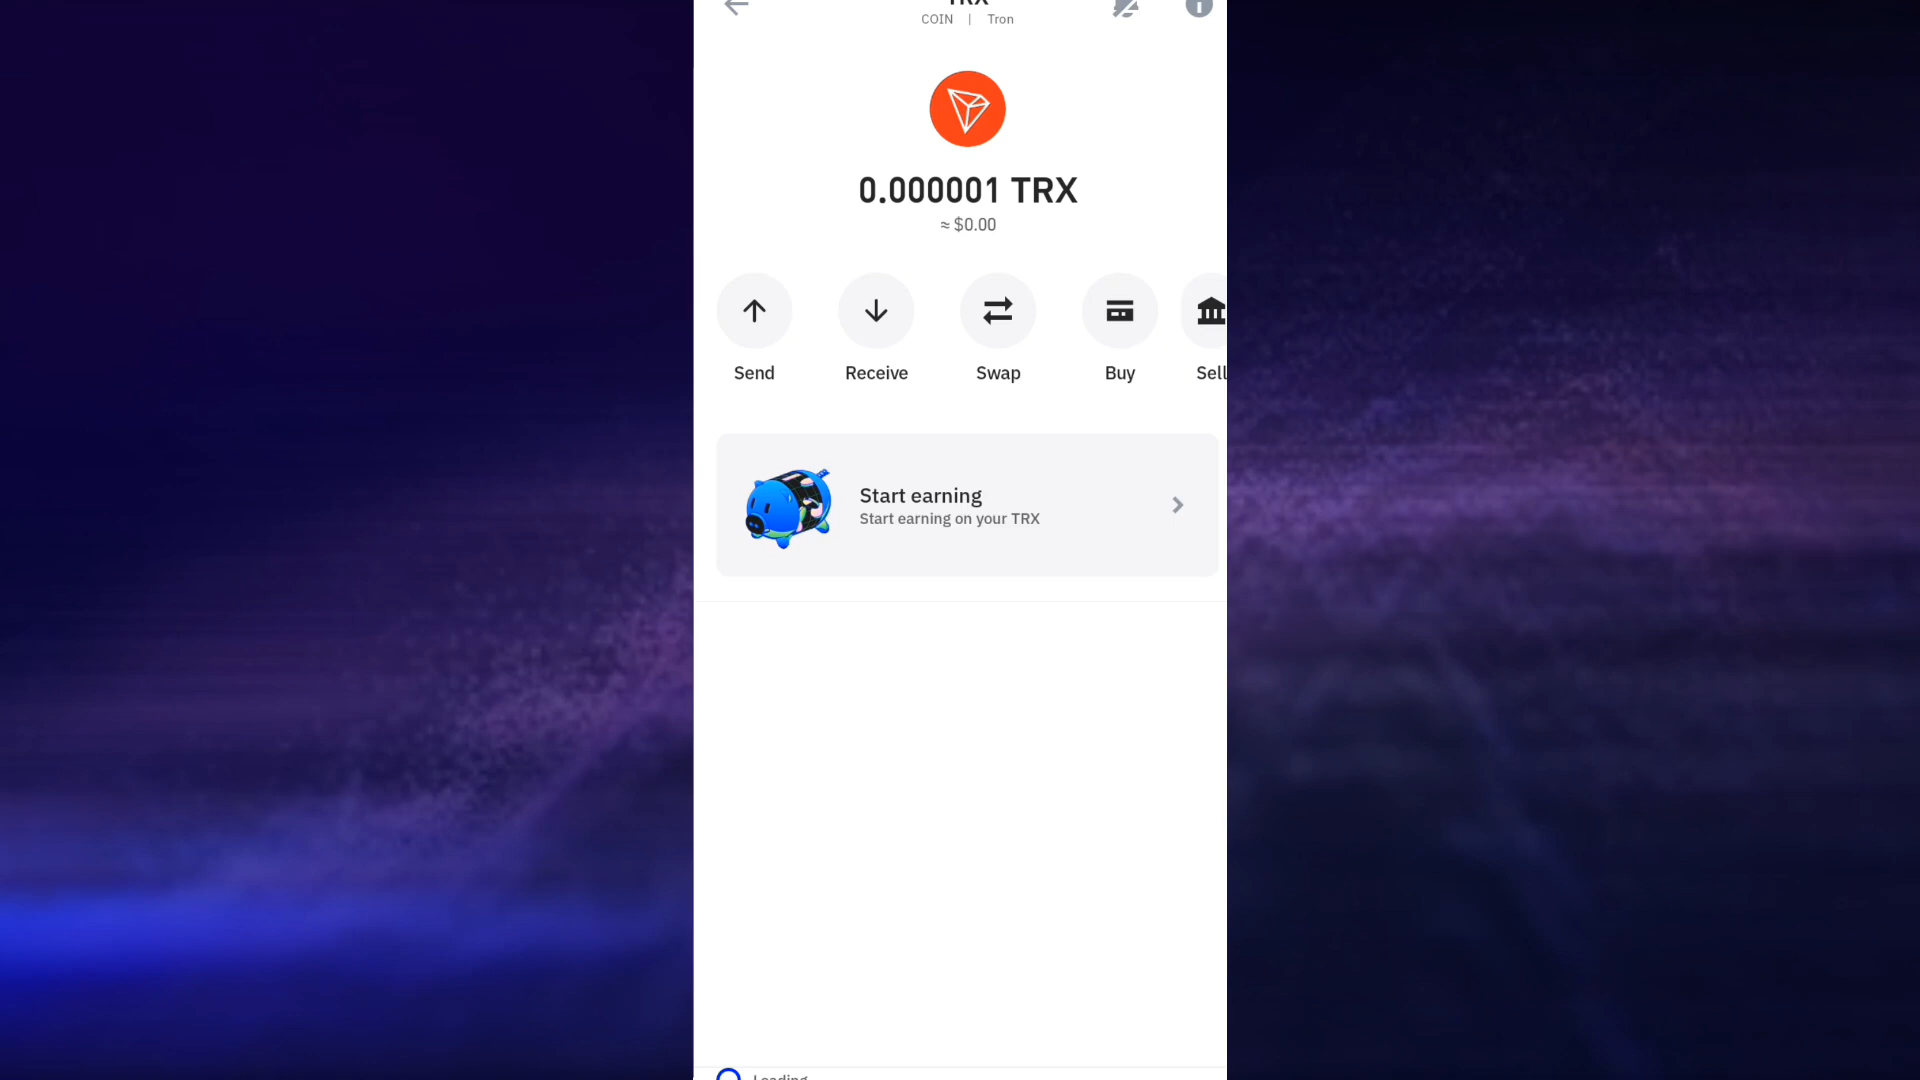 TRX
COIN | Tron
0.000001 TRX
≈ $0.00
Send Receive Swap Buy Sell
Start earning
Start earning on your TRX
Loading